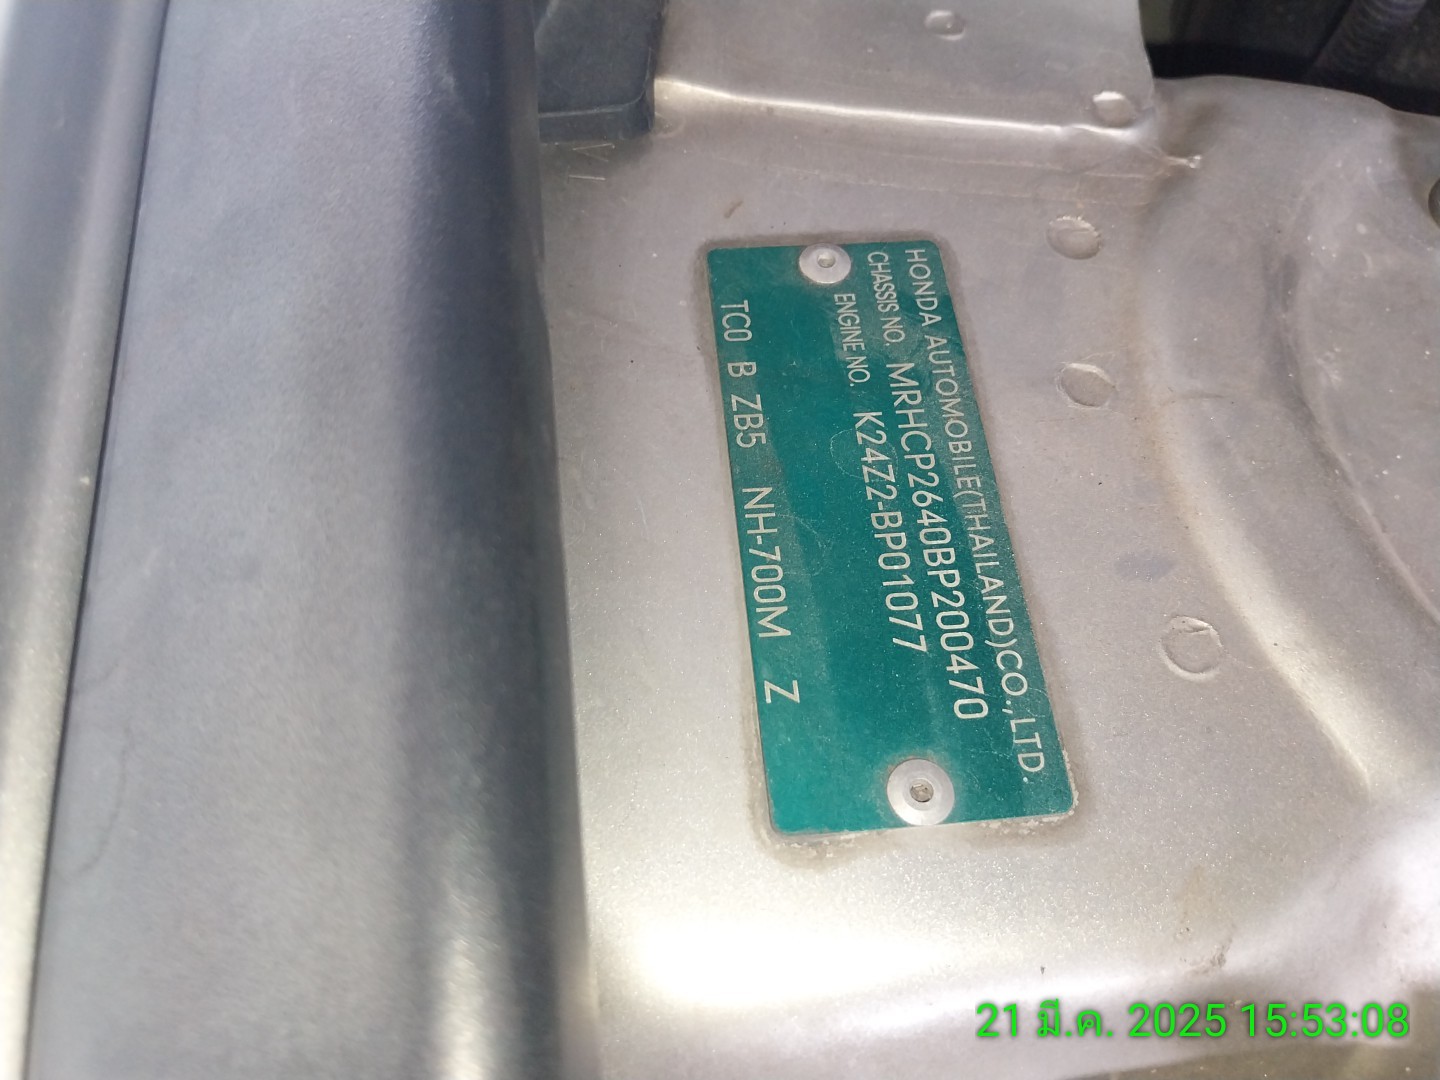 HONDA AUTOMOBILE(THAILAND)CO.,LTD.
CHASSIS NO. MRHCP2640BP200470
ENGINE NO. K24Z2-BP01077
TC0 B ZB5 NH-700M Z
21 มี.ค. 2025 15:53:08